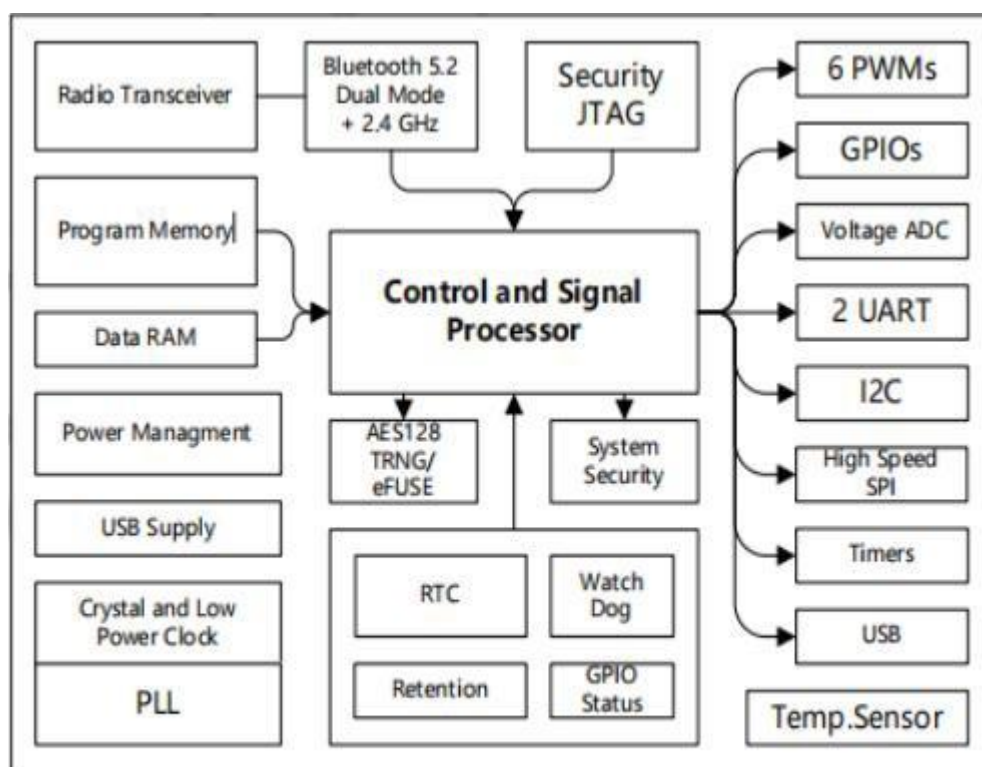 Radio Transceiver
Bluetooth 5.2
Dual Mode
+ 2.4 GHz
Security
JTAG
6 PWMs
GPIOs
Program Memory
Voltage ADC
Control and Signal
Processor
2 UART
Data RAM
I2C
Power Managment
AES128
TRNG/
eFUSE
System
Security
High Speed
SPI
USB Supply
Timers
RTC
Watch
Dog
Crystal and Low
Power Clock
USB
Retention
GPIO
Status
PLL
Temp.Sensor